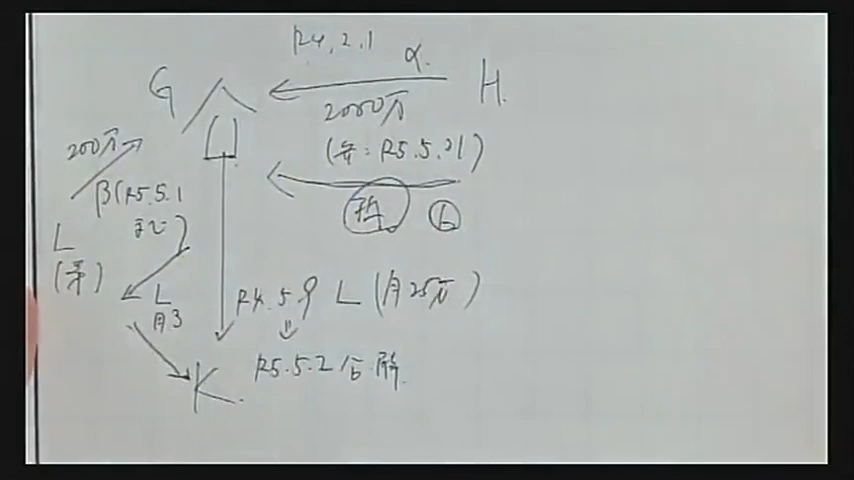 R4.2.1
α.
G
H.
2000万
(弁:R5.5.31)
200万
β(R5.5.1
抵
L
(弟)
L
月3
R4.5 L (月25万)
R5.5.2合解
K.